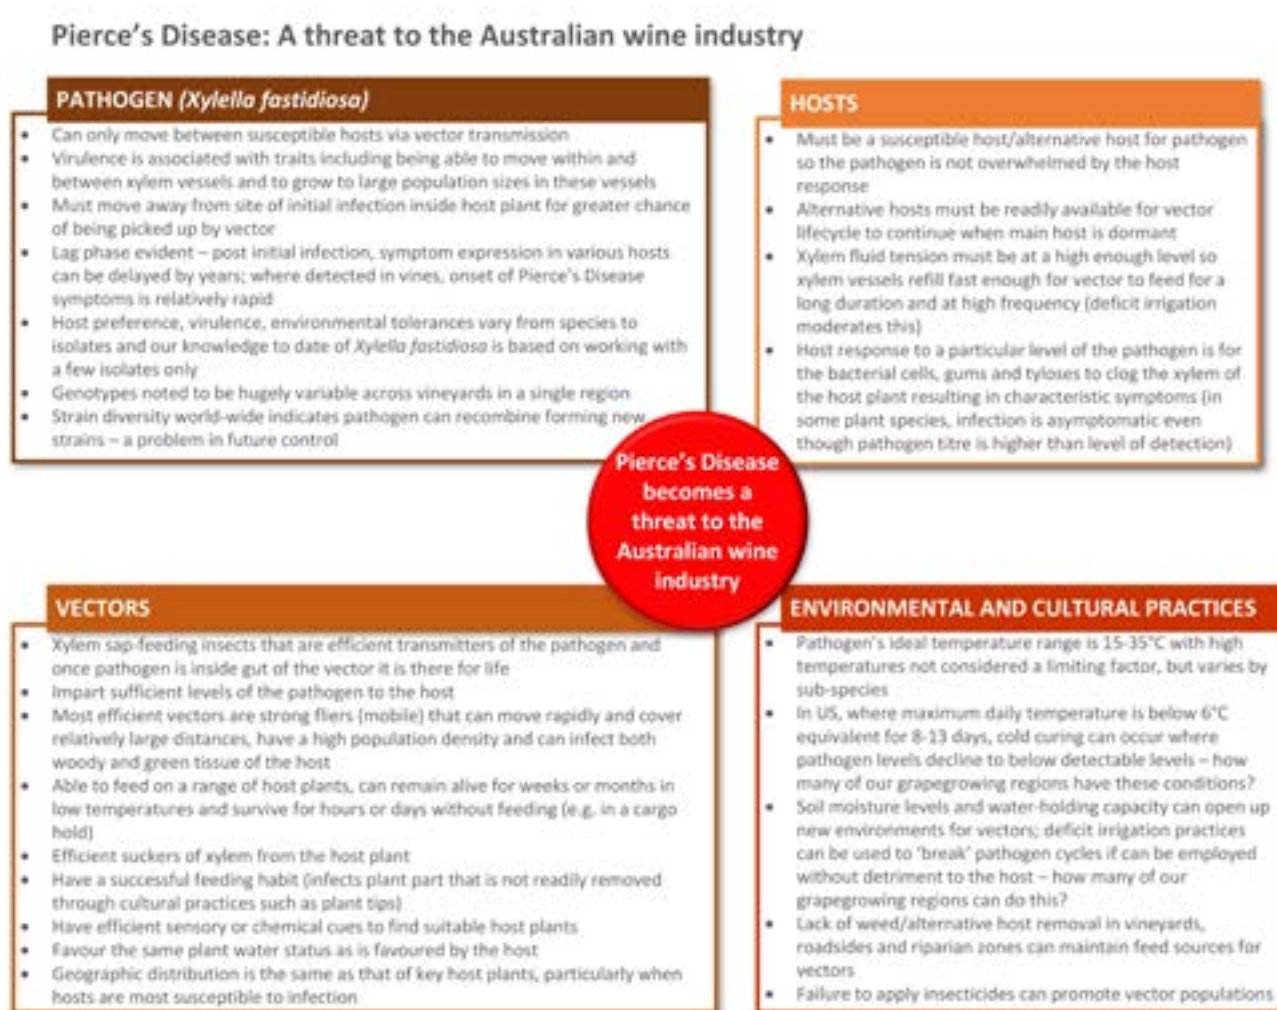 Pierce's Disease: A threat to the Australian wine industry
PATHOGEN (Xylella fastidiosa)
• Can only move between susceptible hosts via vector transmission
• Virulence is associated with traits including being able to move within and
between xylem vessels and to grow to large population sizes in these vessels
• Must move away from site of initial infection inside host plant for greater chance
of being picked up by vector
• Lag phase evident – post initial infection, symptom expression in various hosts
can be delayed by years; where detected in vines, onset of Pierce's Disease
symptoms is relatively rapid
• Host preference, virulence, environmental tolerances vary from species to
isolates and our knowledge to date of Xylella fastidiosa is based on working with
a few isolates only
• Genotypes noted to be hugely variable across vineyards in a single region
• Strain diversity world-wide indicates pathogen can recombine forming new
strains – a problem in future control
HOSTS
• Must be a susceptible host/alternative host for pathogen
so the pathogen is not overwhelmed by the host
response
• Alternative hosts must be readily available for vector
lifecycle to continue when main host is dormant
• Xylem fluid tension must be at a high enough level so
xylem vessels refill fast enough for vector to feed for a
long duration and at high frequency (deficit irrigation
moderates this)
• Host response to a particular level of the pathogen is for
the bacterial cells, gums and tyloses to clog the xylem of
the host plant resulting in characteristic symptoms (in
some plant species, infection is asymptomatic even
though pathogen titre is higher than level of detection)
Pierce's Disease
becomes a
threat to the
Australian wine
industry
VECTORS
• Xylem sap-feeding insects that are efficient transmitters of the pathogen and
once pathogen is inside gut of the vector it is there for life
• Impart sufficient levels of the pathogen to the host
• Most efficient vectors are strong fliers (mobile) that can move rapidly and cover
relatively large distances, have a high population density and can infect both
woody and green tissue of the host
• Able to feed on a range of host plants, can remain alive for weeks or months in
low temperatures and survive for hours or days without feeding (e.g. in a cargo
hold)
• Efficient suckers of xylem from the host plant
• Have a successful feeding habit (infects plant part that is not readily removed
through cultural practices such as plant tips)
• Have efficient sensory or chemical cues to find suitable host plants
• Favour the same plant water status as is favoured by the host
• Geographic distribution is the same as that of key host plants, particularly when
hosts are most susceptible to infection
ENVIRONMENTAL AND CULTURAL PRACTICES
• Pathogen's ideal temperature range is 15-35°C with high
temperatures not considered a limiting factor, but varies by
sub-species
• In US, where maximum daily temperature is below 6°C
equivalent for 8-13 days, cold curing can occur where
pathogen levels decline to below detectable levels – how
many of our grapegrowing regions have these conditions?
• Soil moisture levels and water-holding capacity can open up
new environments for vectors; deficit irrigation practices
can be used to 'break' pathogen cycles if can be employed
without detriment to the host – how many of our
grapegrowing regions can do this?
• Lack of weed/alternative host removal in vineyards,
roadsides and riparian zones can maintain feed sources for
vectors
• Failure to apply insecticides can promote vector populations